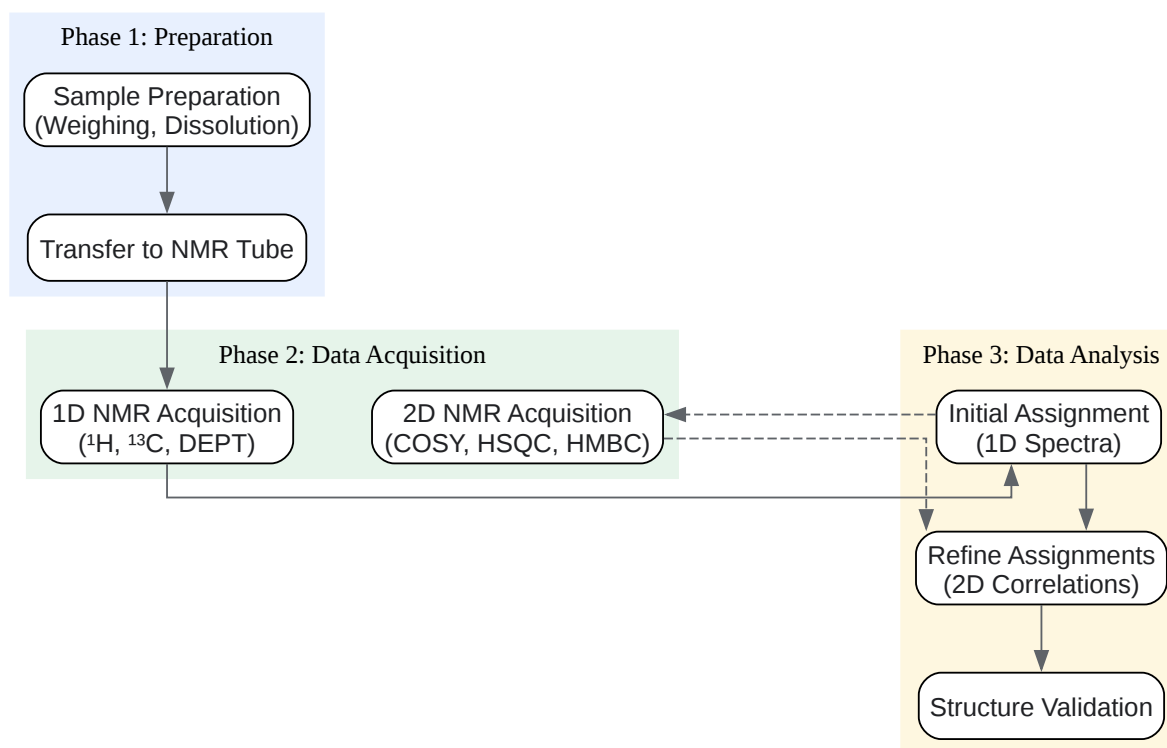 Phase 1: Preparation
Sample Preparation
(Weighing, Dissolution)
Transfer to NMR Tube
Phase 2: Data Acquisition
1D NMR Acquisition
(¹H, ¹³C, DEPT)
2D NMR Acquisition
(COSY, HSQC, HMBC)
Phase 3: Data Analysis
Initial Assignment
(1D Spectra)
Refine Assignments
(2D Correlations)
Structure Validation